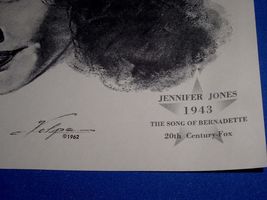 JENNIFER JONES
1943
THE SONG OF BERNADETTE
20th Century-Fox
Volpe
©1962